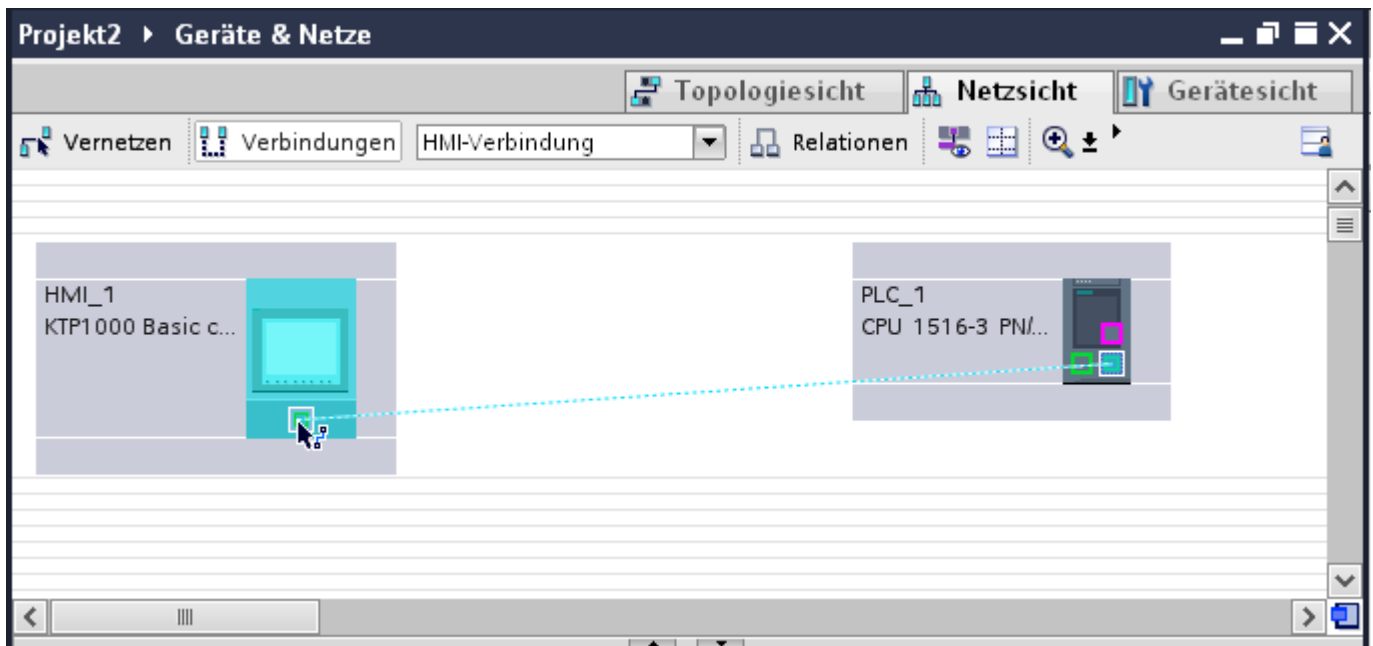 Projekt2 ▸ Geräte & Netze
Topologiesicht Netzsicht Gerätesicht
Vernetzen Verbindungen HMI-Verbindung Relationen
HMI_1
KTP1000 Basic c...
PLC_1
CPU 1516-3 PN/...